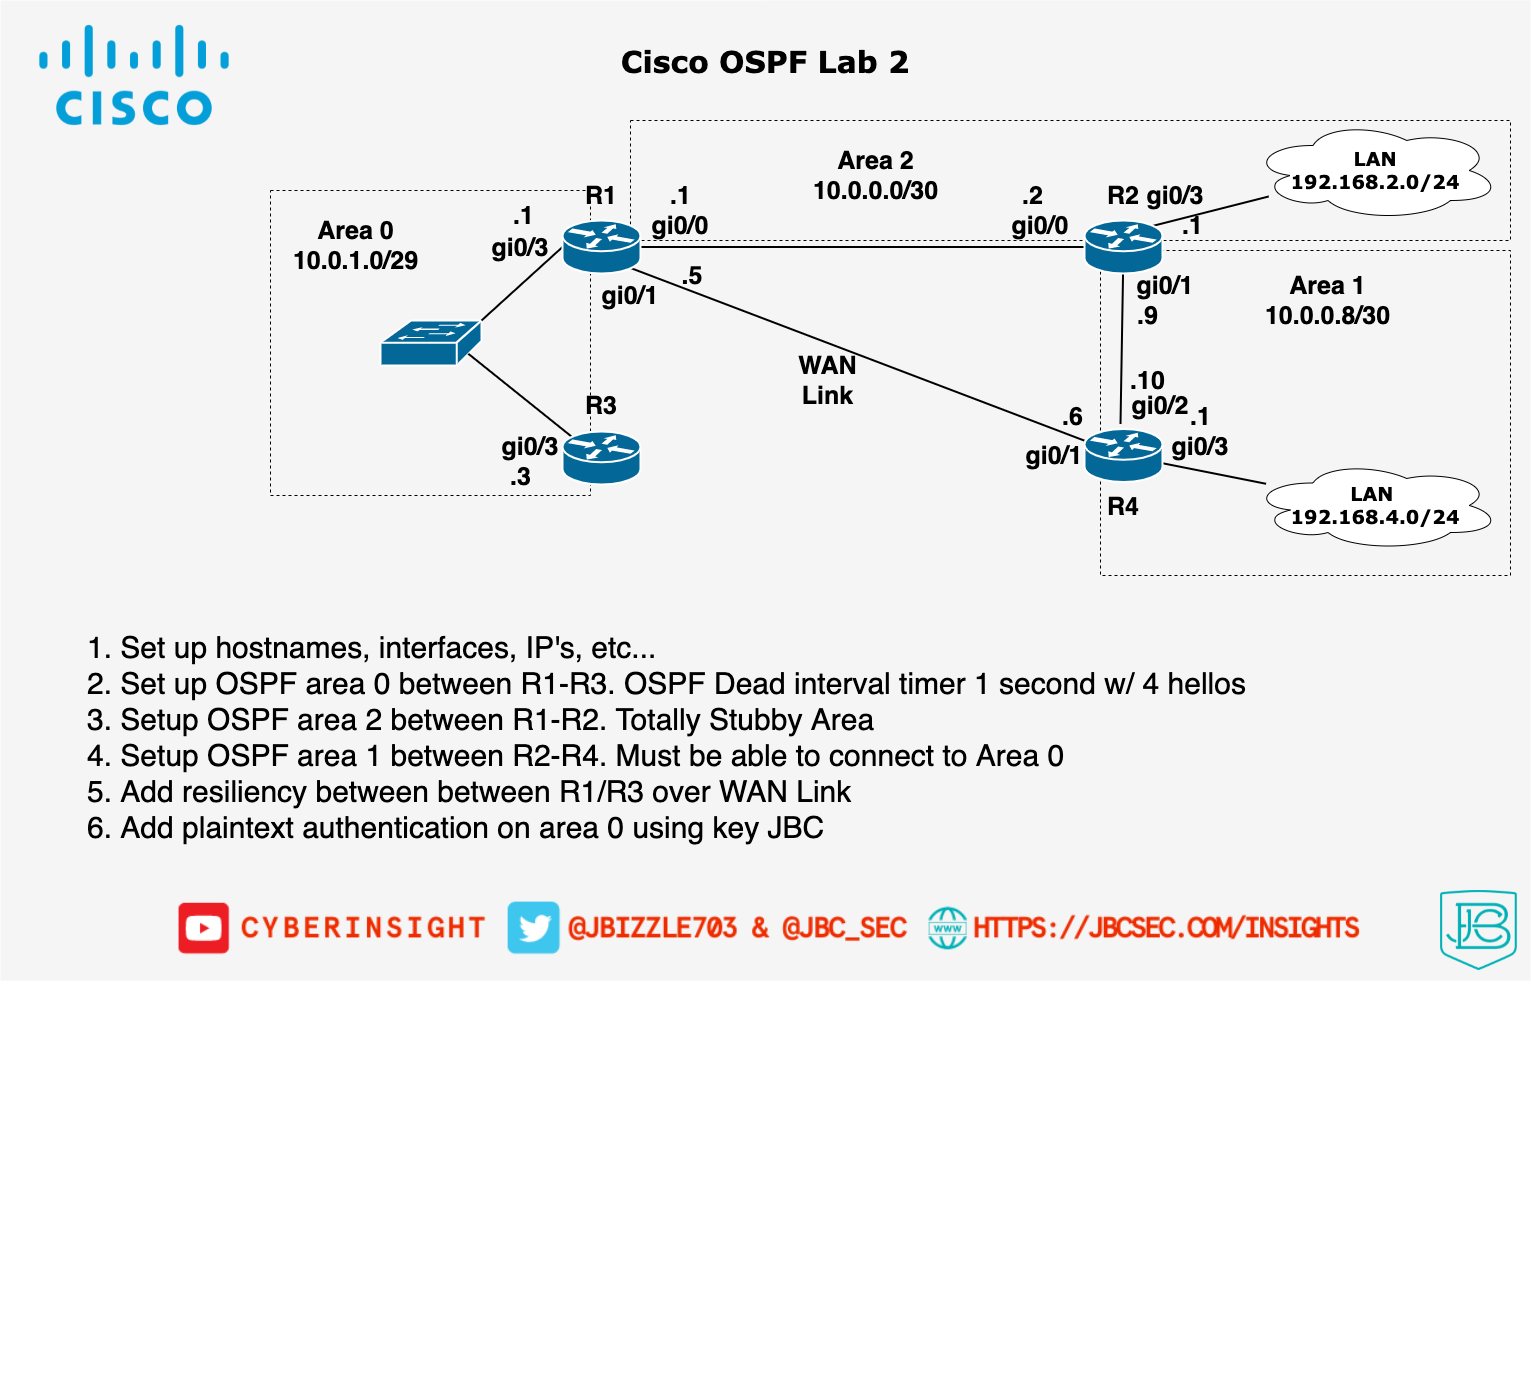 CISCO
Cisco OSPF Lab 2
Area 0
10.0.1.0/29
.1
gi0/3
R1
.1
gi0/0
Area 2
10.0.0.0/30
.2
gi0/0
R2 gi0/3
.1
LAN
192.168.2.0/24
gi0/1
.5
gi0/1
.9
Area 1
10.0.0.8/30
WAN
Link
R3
gi0/3
.3
.10
gi0/2
.1
gi0/3
.6
gi0/1
R4
LAN
192.168.4.0/24
1. Set up hostnames, interfaces, IP's, etc...
2. Set up OSPF area 0 between R1-R3. OSPF Dead interval timer 1 second w/ 4 hellos
3. Setup OSPF area 2 between R1-R2. Totally Stubby Area
4. Setup OSPF area 1 between R2-R4. Must be able to connect to Area 0
5. Add resiliency between between R1/R3 over WAN Link
6. Add plaintext authentication on area 0 using key JBC
CYBERINSIGHT
@JBIZZLE703 & @JBC_SEC
www
HTTPS://JBCSEC.COM/INSIGHTS
JBC